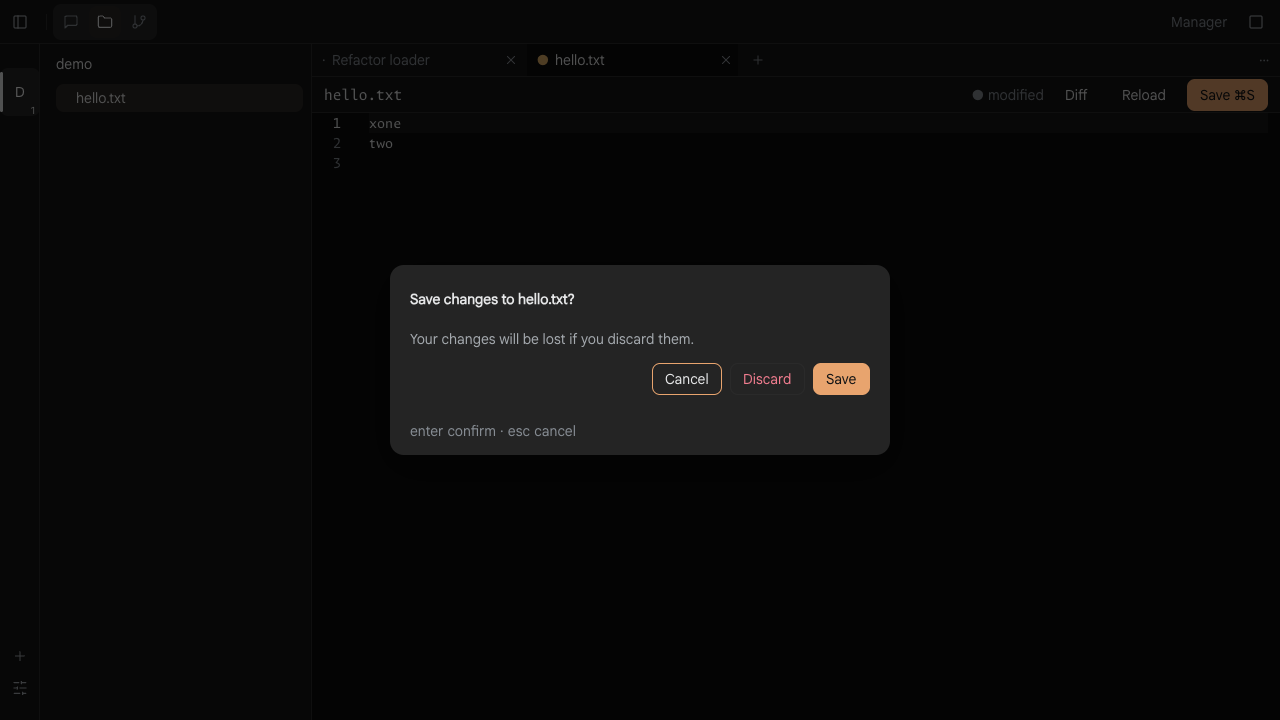 Manager
D
1
demo
hello.txt
· Refactor loader
hello.txt
hello.txt
modified
Diff
Reload
Save ⌘S
1 xone
2 two
3
Save changes to hello.txt?
Your changes will be lost if you discard them.
Cancel
Discard
Save
enter confirm · esc cancel